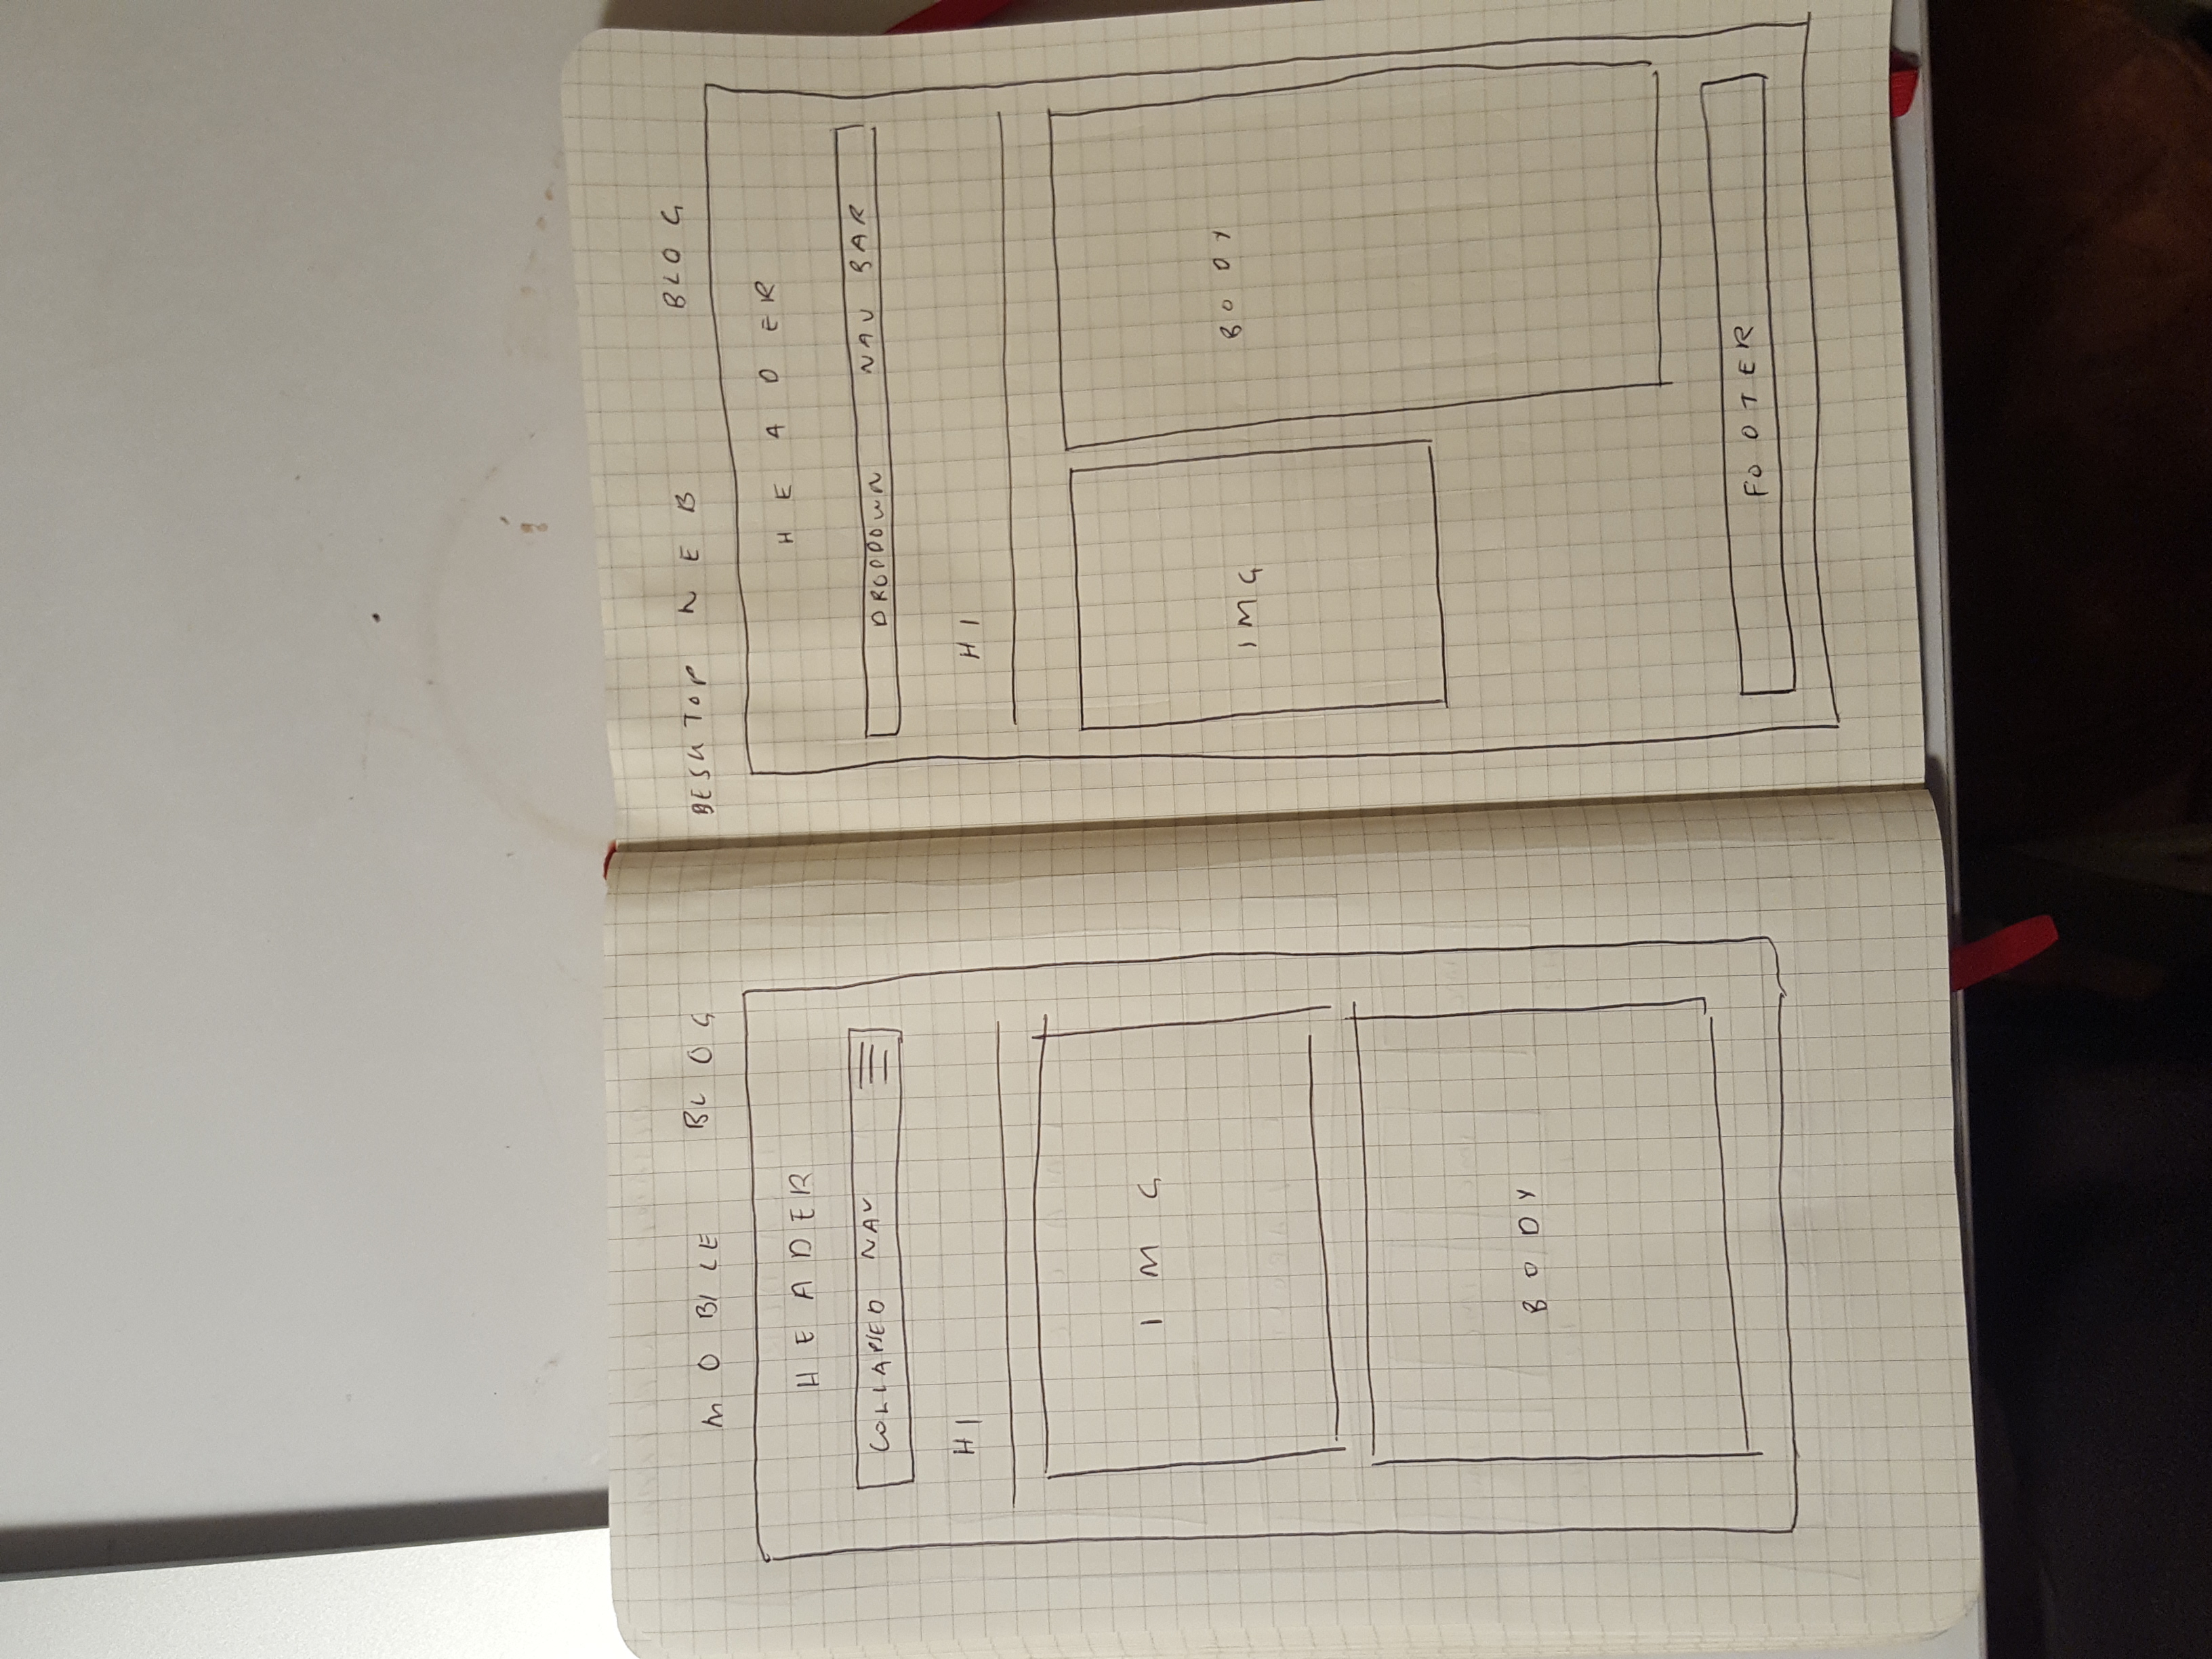 MOBILE BLOG
HEADER
COLLAPSED NAV
H1
IMG
BODY
DESKTOP WEB BLOG
HEADER
DROPDOWN NAV BAR
H1
IMG
BODY
FOOTER